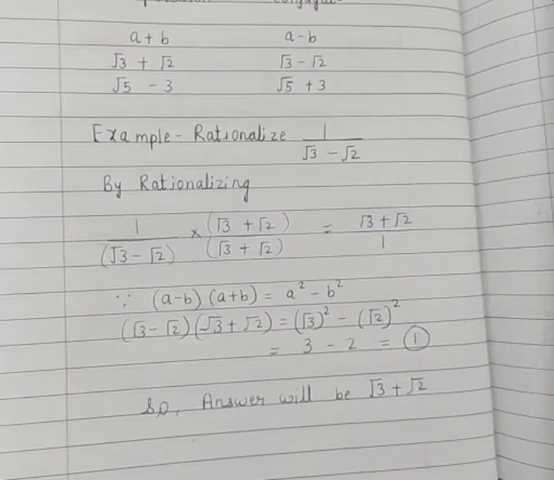 a + b a - b
√3 + √2 √3 - √2
√5 - 3 √5 + 3
Example - Rationalize 1/(√3 - √2)
By Rationalizing
1/(√3 - √2) × (√3 + √2)/(√3 + √2) = (√3 + √2)/1
∵ (a-b) (a+b) = a² - b²
(√3 - √2)(√3 + √2) = (√3)² - (√2)²
= 3 - 2 = 1
So, Answer will be √3 + √2